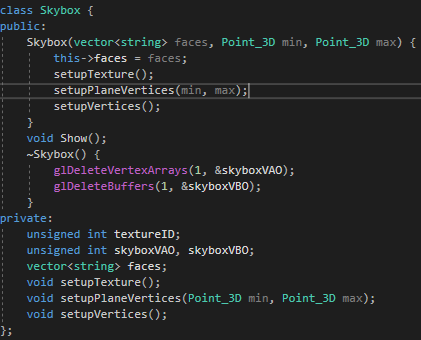 class Skybox {
public:
    Skybox(vector<string> faces, Point_3D min, Point_3D max) {
        this->faces = faces;
        setupTexture();
        setupPlaneVertices(min, max);
        setupVertices();
    }
    void Show();
    ~Skybox() {
        glDeleteVertexArrays(1, &skyboxVAO);
        glDeleteBuffers(1, &skyboxVBO);
    }
private:
    unsigned int textureID;
    unsigned int skyboxVAO, skyboxVBO;
    vector<string> faces;
    void setupTexture();
    void setupPlaneVertices(Point_3D min, Point_3D max);
    void setupVertices();
};